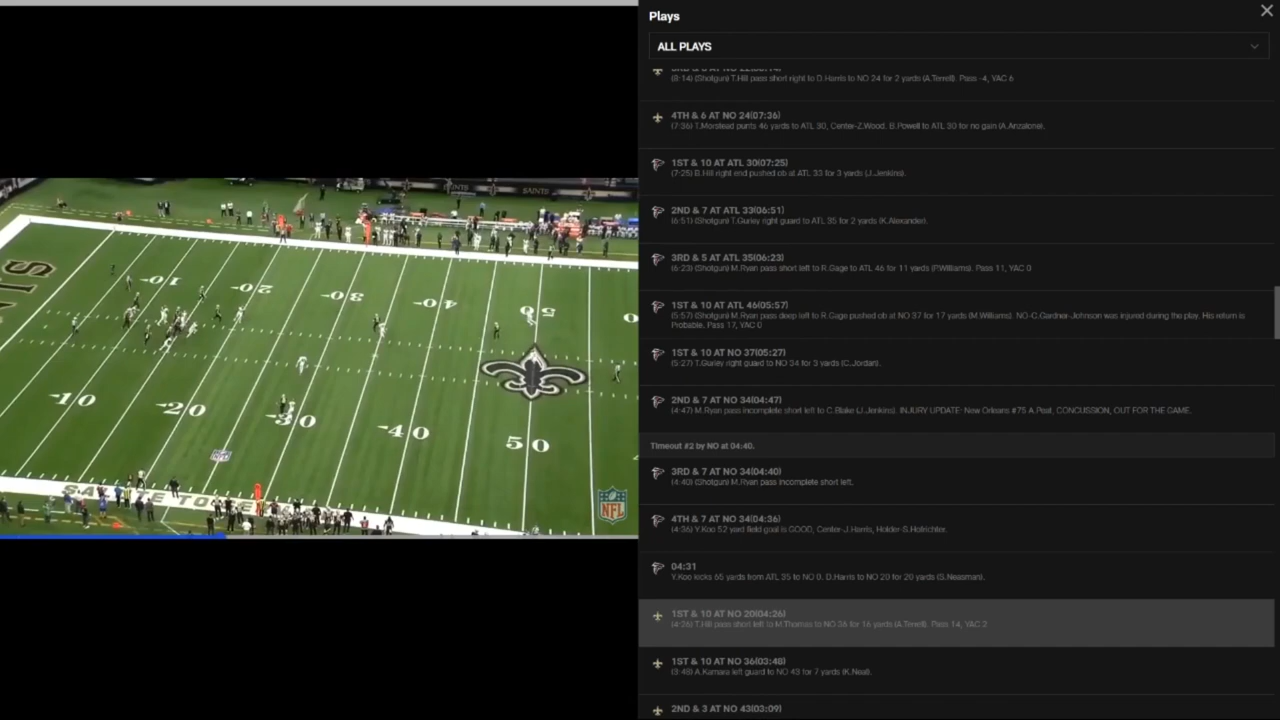 Plays
ALL PLAYS
(8:14) (Shotgun) T.Hill pass short right to D.Harris to NO 24 for 2 yards (A.Terrell). Pass -4, YAC 6
4TH & 6 AT NO 24(07:36)
(7:36) T.Morstead punts 46 yards to ATL 30, Center-Z.Wood. B.Powell to ATL 30 for no gain (A.Anzalone).
1ST & 10 AT ATL 30(07:25)
(7:25) B.Hill right end pushed ob at ATL 33 for 3 yards (J.Jenkins).
2ND & 7 AT ATL 33(06:51)
(6:51) (Shotgun) T.Gurley right guard to ATL 35 for 2 yards (K.Alexander).
3RD & 5 AT ATL 35(06:23)
(6:23) (Shotgun) M.Ryan pass short left to R.Gage to ATL 46 for 11 yards (P.Williams). Pass 11, YAC 0
1ST & 10 AT ATL 46(05:57)
(5:57) (Shotgun) M.Ryan pass deep left to R.Gage pushed ob at NO 37 for 17 yards (M.Williams). NO-C.Gardner-Johnson was injured during the play. His return is
Probable. Pass 17, YAC 0
1ST & 10 AT NO 37(05:27)
(5:27) T.Gurley right guard to NO 34 for 3 yards (C.Jordan).
2ND & 7 AT NO 34(04:47)
(4:47) M.Ryan pass incomplete short left to C.Blake (J.Jenkins). INJURY UPDATE: New Orleans #75 A.Peat, CONCUSSION, OUT FOR THE GAME.
Timeout #2 by NO at 04:40.
3RD & 7 AT NO 34(04:40)
(4:40) (Shotgun) M.Ryan pass incomplete short left.
4TH & 7 AT NO 34(04:36)
(4:36) Y.Koo 52 yard field goal is GOOD, Center-J.Harris, Holder-S.Hofrichter.
04:31
Y.Koo kicks 65 yards from ATL 35 to NO 0. D.Harris to NO 20 for 20 yards (S.Neasman).
1ST & 10 AT NO 20(04:26)
(4:26) T.Hill pass short left to M.Thomas to NO 36 for 16 yards (A.Terrell). Pass 14, YAC 2
1ST & 10 AT NO 36(03:48)
(3:48) A.Kamara left guard to NO 43 for 7 yards (K.Neal).
2ND & 3 AT NO 43(03:09)
SAINTS
10 20 30 40 50
10 20 30 40 50
NFL